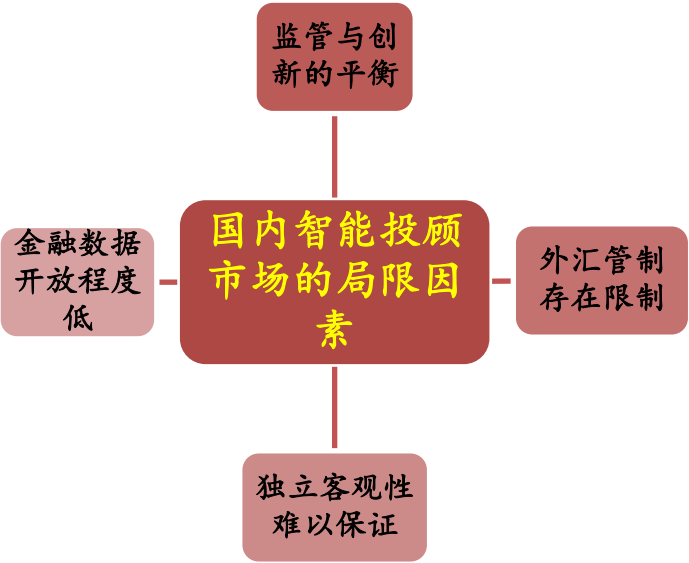 监管与创
新的平衡
国内智能投顾
市场的局限因
素
金融数据
开放程度
低
外汇管制
存在限制
独立客观性
难以保证